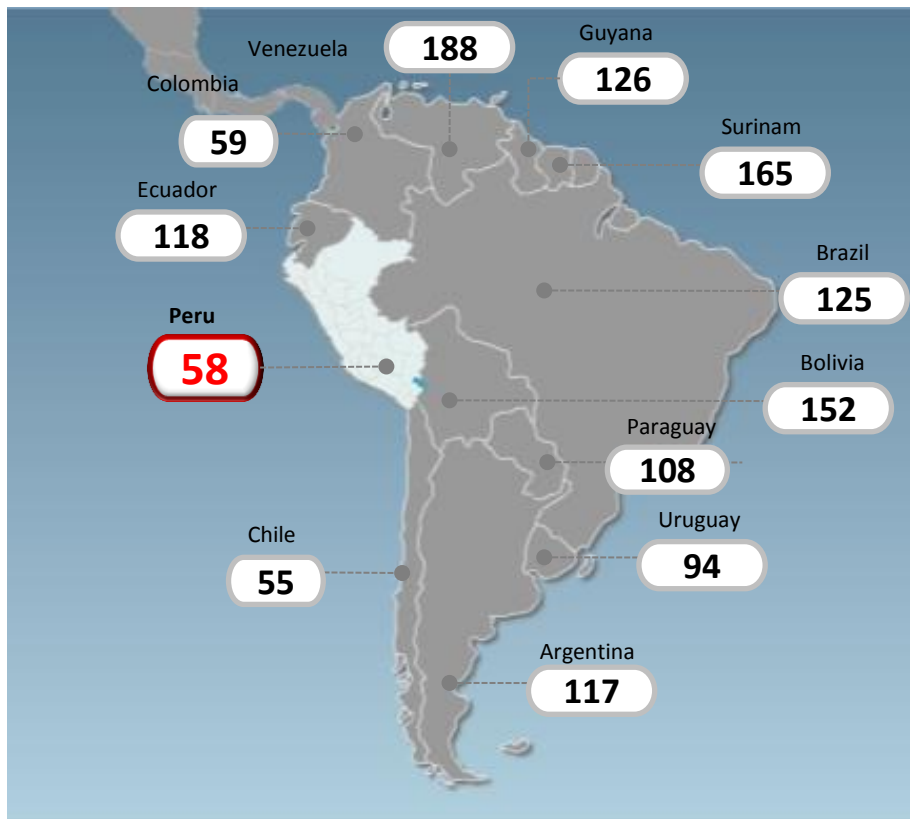 Venezuela
188
Guyana
126
Colombia
59
Surinam
165
Ecuador
118
Brazil
125
Peru
58
Bolivia
152
Paraguay
108
Chile
55
Uruguay
94
Argentina
117